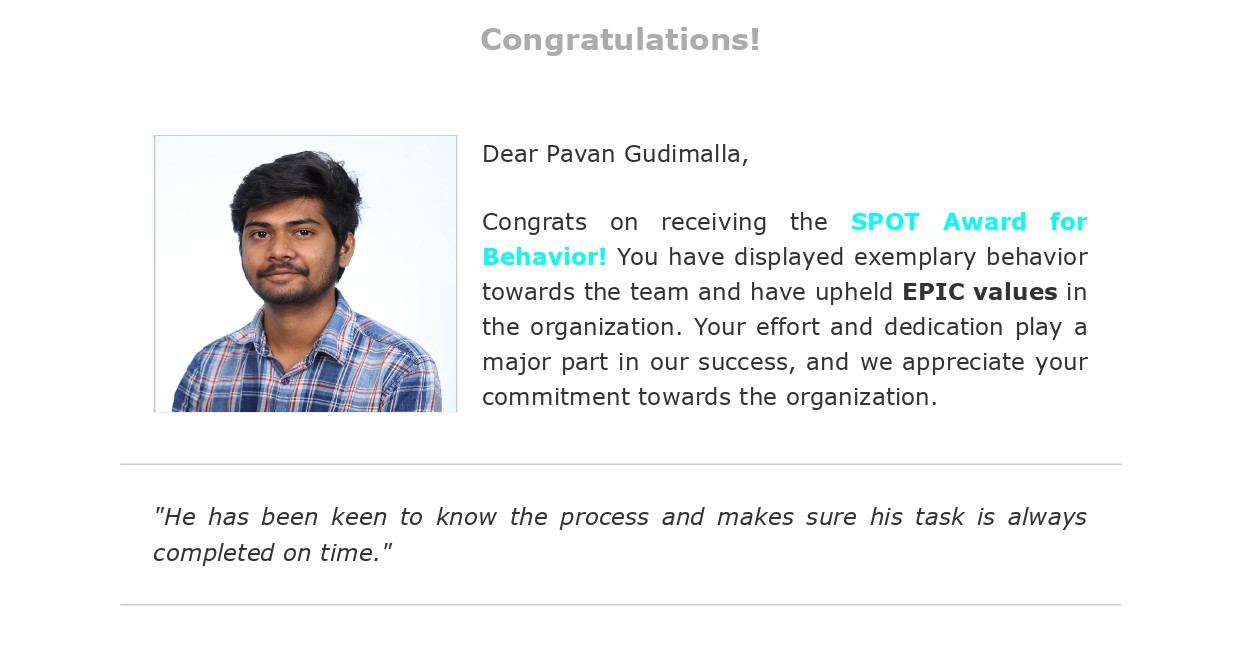 Congratulations!
Dear Pavan Gudimalla,
Congrats on receiving the SPOT Award for
Behavior! You have displayed exemplary behavior
towards the team and have upheld EPIC values in
the organization. Your effort and dedication play a
major part in our success, and we appreciate your
commitment towards the organization.
"He has been keen to know the process and makes sure his task is always
completed on time."